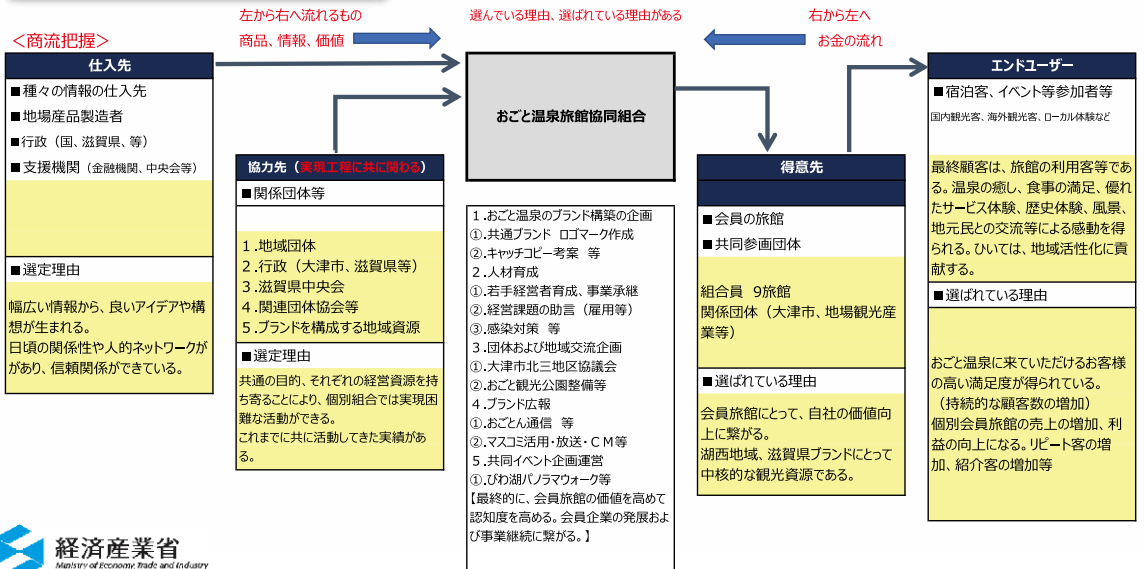 左から右へ流れるもの
商品、情報、価値
選んでいる理由、選ばれている理由がある
右から左へ
お金の流れ
＜商流把握＞
仕入先
■種々の情報の仕入先
■地場産品製造者
■行政（国、滋賀県、等）
■支援機関（金融機関、中央会等）
■選定理由
幅広い情報から、良いアイデアや構
想が生まれる。
日頃の関係性や人的ネットワークが
があり、信頼関係ができている。
協力先（実現工程に共に関わる）
■関係団体等
１.地域団体
２.行政（大津市、滋賀県等）
３.滋賀県中央会
４.関連団体協会等
５.ブランドを構成する地域資源
■選定理由
共通の目的、それぞれの経営資源を持
ち寄ることにより、個別組合では実現困
難な活動ができる。
これまでに共に活動してきた実績があ
る。
おごと温泉旅館協同組合
１.おごと温泉のブランド構築の企画
①.共通ブランド ロゴマーク作成
②.キャッチコピー考案 等
２.人材育成
①.若手経営者育成、事業承継
②.経営課題の助言（雇用等）
③.感染対策 等
３.団体および地域交流企画
①.大津市北三地区協議会
②.おごと観光公園整備等
４.ブランド広報
①.おごとん通信 等
②.マスコミ活用・放送・ＣＭ等
５.共同イベント企画運営
①.びわ湖パノラマウォーク等
【最終的に、会員旅館の価値を高めて
認知度を高める。会員企業の発展およ
び事業継続に繋がる。】
得意先
■会員の旅館
■共同参画団体
組合員 9旅館
関係団体（大津市、地場観光産
業等）
■選ばれている理由
会員旅館にとって、自社の価値向
上に繋がる。
湖西地域、滋賀県ブランドにとって
中核的な観光資源である。
エンドユーザー
■宿泊客、イベント等参加者等
国内観光客、海外観光客、ローカル体験など
最終顧客は、旅館の利用客等であ
る。温泉の癒し、食事の満足、優れ
たサービス体験、歴史体験、風景、
地元民との交流等による感動を得
られる。ひいては、地域活性化に貢
献する。
■選ばれている理由
おごと温泉に来ていただけるお客様
の高い満足度が得られている。
（持続的な顧客数の増加）
個別会員旅館の売上の増加、利
益の向上になる。リピート客の増
加、紹介客の増加等
経済産業省
Ministry of Economy, Trade and Industry